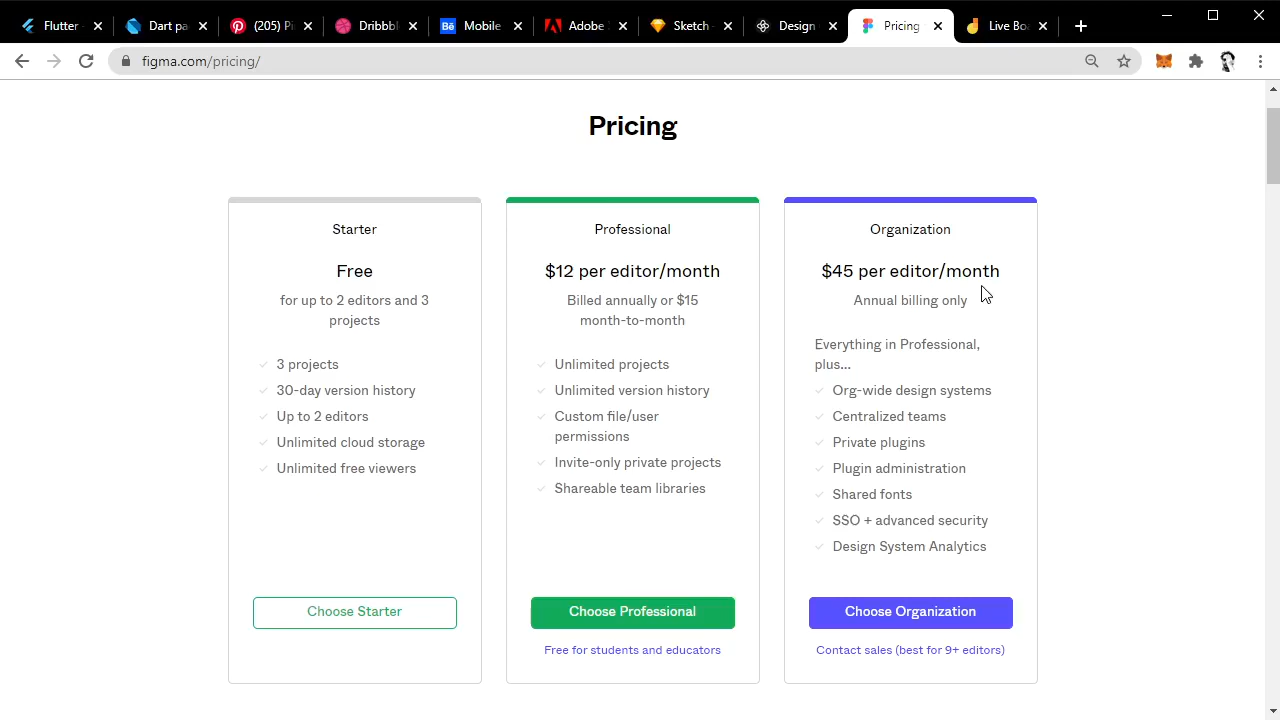 Flutter
Dart pa
(205) Pi
Dribbbl
Mobile
Adobe
Sketch
Design
Pricing
Live Bo
figma.com/pricing/
Pricing
Starter
Free
for up to 2 editors and 3
projects
3 projects
30-day version history
Up to 2 editors
Unlimited cloud storage
Unlimited free viewers
Choose Starter
Professional
$12 per editor/month
Billed annually or $15
month-to-month
Unlimited projects
Unlimited version history
Custom file/user
permissions
Invite-only private projects
Shareable team libraries
Choose Professional
Free for students and educators
Organization
$45 per editor/month
Annual billing only
Everything in Professional,
plus...
Org-wide design systems
Centralized teams
Private plugins
Plugin administration
Shared fonts
SSO + advanced security
Design System Analytics
Choose Organization
Contact sales (best for 9+ editors)